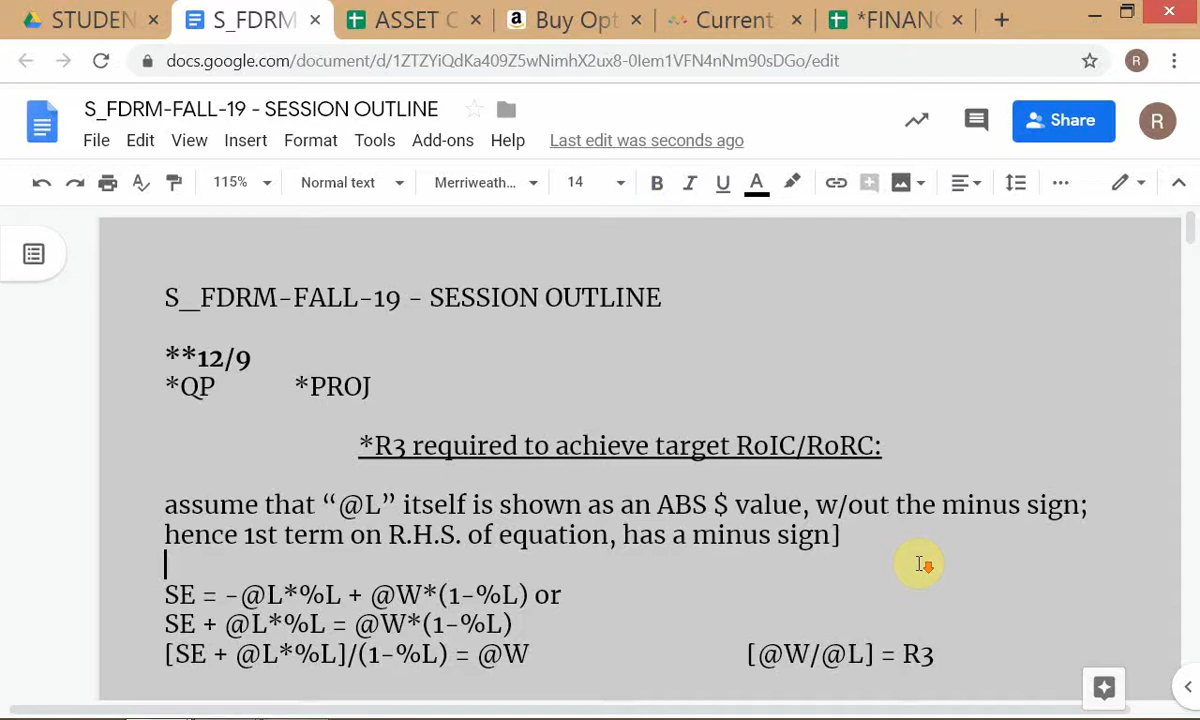 STUDEN
S_FDRM
ASSET C
Buy Opt
Current
*FINANC
docs.google.com/document/d/1ZTZYiQdKa409Z5wNimhX2ux8-0Iem1VFN4nNm90sDGo/edit
R
S_FDRM-FALL-19 - SESSION OUTLINE
File Edit View Insert Format Tools Add-ons Help Last edit was seconds ago
Share
R
115% Normal text Merriweath... 14 B I U A
S_FDRM-FALL-19 - SESSION OUTLINE
**12/9
*QP *PROJ
*R3 required to achieve target RoIC/RoRC:
assume that “@L” itself is shown as an ABS $ value, w/out the minus sign;
hence 1st term on R.H.S. of equation, has a minus sign]
SE = -@L*%L + @W*(1-%L) or
SE + @L*%L = @W*(1-%L)
[SE + @L*%L]/(1-%L) = @W [@W/@L] = R3